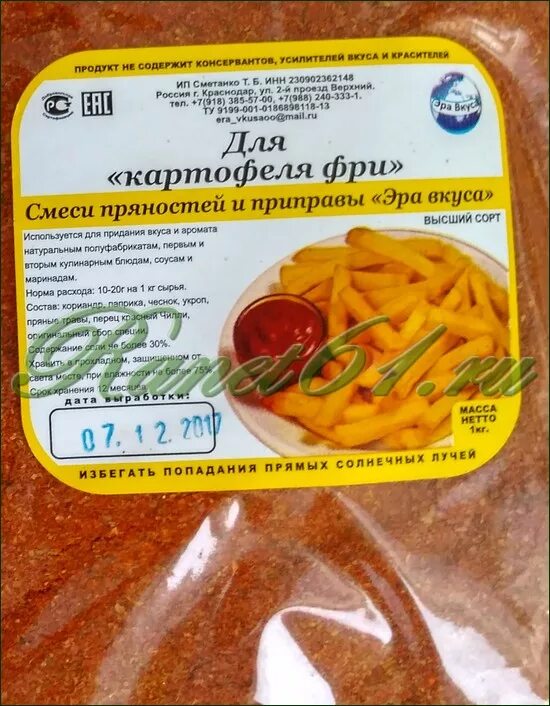 ПРОДУКТ НЕ СОДЕРЖИТ КОНСЕРВАНТОВ, УСИЛИТЕЛЕЙ ВКУСА И КРАСИТЕЛЕЙ
ИП Сметанко Т. Б. ИНН 230902362148
Россия г. Краснодар, ул. 2-й проезд Верхний.
тел. +7(918) 385-57-00, +7(988) 240-333-1.
ТУ 9199-001-0186898118-13
era_vkusaoo@mail.ru
РС
ЕАС
Эра Вкуса
Для
«картофеля фри»
Смеси пряностей и приправы «Эра вкуса»
ВЫСШИЙ СОРТ
Используется для придания вкуса и аромата
натуральным полуфабрикатам, первым и
вторым кулинарным блюдам, соусам и
маринадам.
Норма расхода: 10-20г на 1 кг сырья.
Состав: кориандр, паприка, чеснок, укроп,
пряные травы, перец красный Чилли,
оригинальный сбор специй
Содержание соли не более 30%.
Хранить в прохладном, защищенном от
света месте, при влажности не более 75%.
Срок хранения 12 месяцев
дата выработки:
07.12.2017
МАССА
НЕТТО
1кг.
ИЗБЕГАТЬ ПОПАДАНИЯ ПРЯМЫХ СОЛНЕЧНЫХ ЛУЧЕЙ